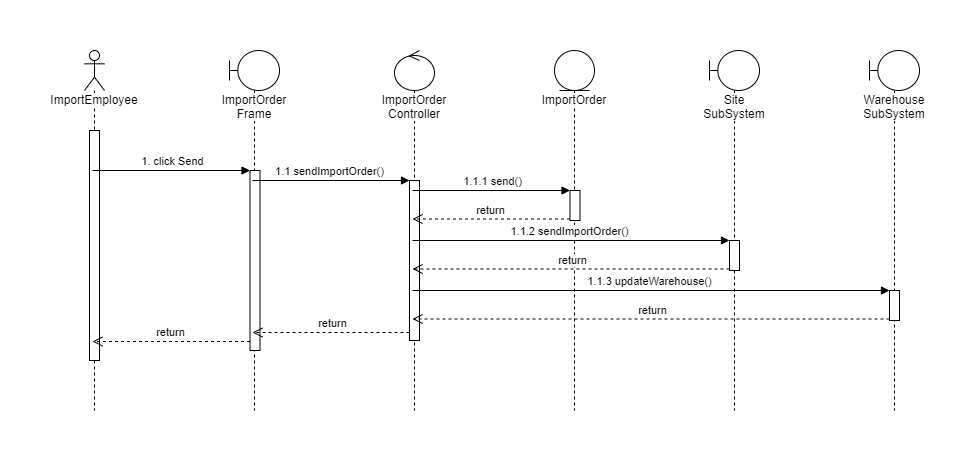 ImportEmployee
ImportOrder
Frame
ImportOrder
Controller
ImportOrder
Site
SubSystem
Warehouse
SubSystem
1. click Send
1.1 sendImportOrder()
1.1.1 send()
return
1.1.2 sendImportOrder()
return
1.1.3 updateWarehouse()
return
return
return